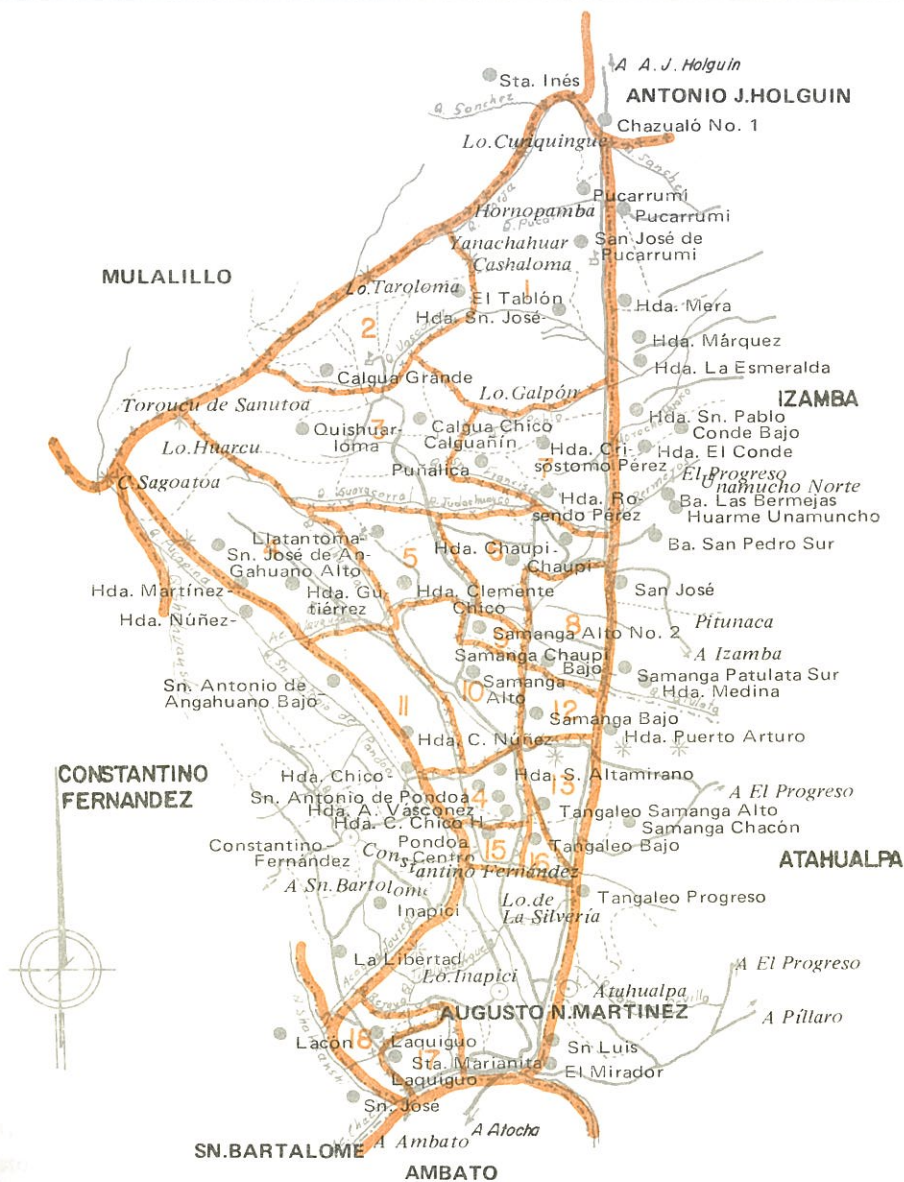 A A.J. Holguin
Sta. Inés
ANTONIO J.HOLGUIN
Q. Sanchez
Chazualó No. 1
Lo.Curiquingue
Q. Sanchez
Pucarrumi
Hornopamba
Pucarrumi
Yanachahuar
Cashaloma
San José de
Pucarrumi
MULALILLO
Lo.Taroloma
El Tablón
1
Hda. Mera
Hda. Sn. José
2
Hda. Márquez
Hda. La Esmeralda
Calgua Grande
Lo.Galpón
IZAMBA
Toroucu de Sanutoa
Hda. Sn. Pablo
Conde Bajo
Quishuar-
loma
3
Calgua Chico
Calguañín
Lo.Huarcu
7
Hda. Cri-
sóstomo Pérez
Hda. El Conde
Puñalica
C.Sagoatoa
El Progreso
Unamucho Norte
Hda. Ro-
sendo Pérez
Ba. Las Bermejas
Huarme Unamuncho
Llatantoma
Sn. José de An-
gahuano Alto
5
Hda. Chaupi
Chaupi
Ba. San Pedro Sur
Hda. Martínez
Hda. Gu-
tiérrez
Hda. Clemente
Chico
San José
Hda. Núñez
8
Samanga Alto No. 2
Pitunaca
A Izamba
Samanga Chaupi
Bajo
Samanga Patulata Sur
Hda. Medina
Sn. Antonio de
Angahuano Bajo
10
Samanga
Alto
11
12
Samanga Bajo
Hda. C. Núñez
Hda. Puerto Arturo
CONSTANTINO
FERNANDEZ
Hda. Chico
Hda. S. Altamirano
A El Progreso
Sn. Antonio de Pondoa
14
13
Hda. A. Vásconez
Tangaleo Samanga Alto
Hda. C. Chico H.
Samanga Chacón
Constantino
Fernández
Pondoa
Centro
15
16
Tangaleo Bajo
ATAHUALPA
Constantino Fernández
A Sn.Bartolomé
Inapici
Lo.de
La Silvería
Tangaleo Progreso
La Libertad
Lo.Inapici
A El Progreso
Atuhualpa
AUGUSTO N.MARTINEZ
A Píllaro
Lacón
18
Laquiguo
17
Sn Luis
Sta. Marianita
El Mirador
Laquiguo
Sn. José
SN.BARTALOME
A Ambato
A Atocha
AMBATO